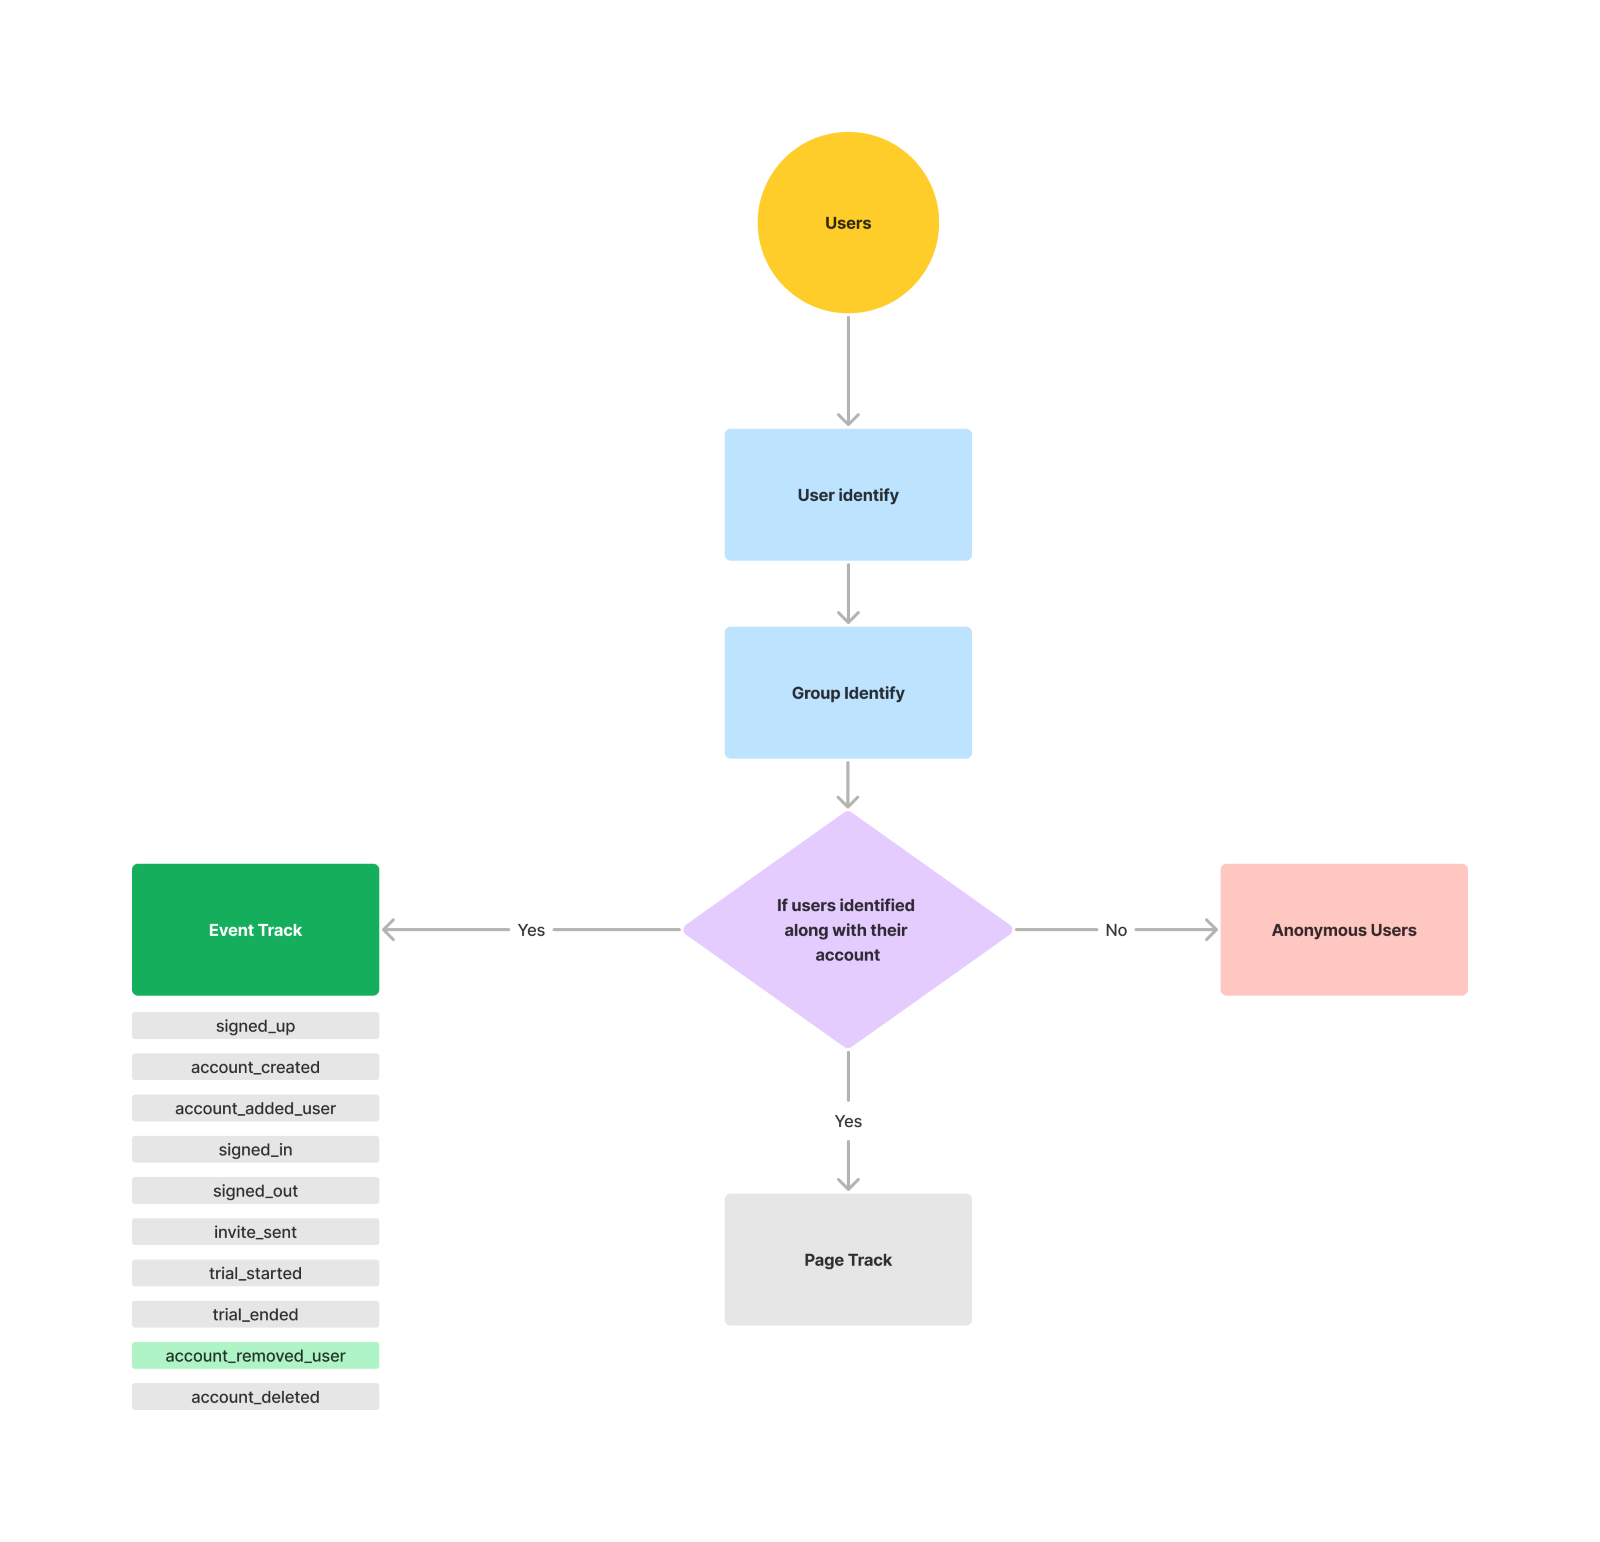 Users
User identify
Group Identify
If users identified
along with their
account
Yes
No
Event Track
Anonymous Users
signed_up
account_created
account_added_user
signed_in
signed_out
invite_sent
trial_started
trial_ended
account_removed_user
account_deleted
Yes
Page Track